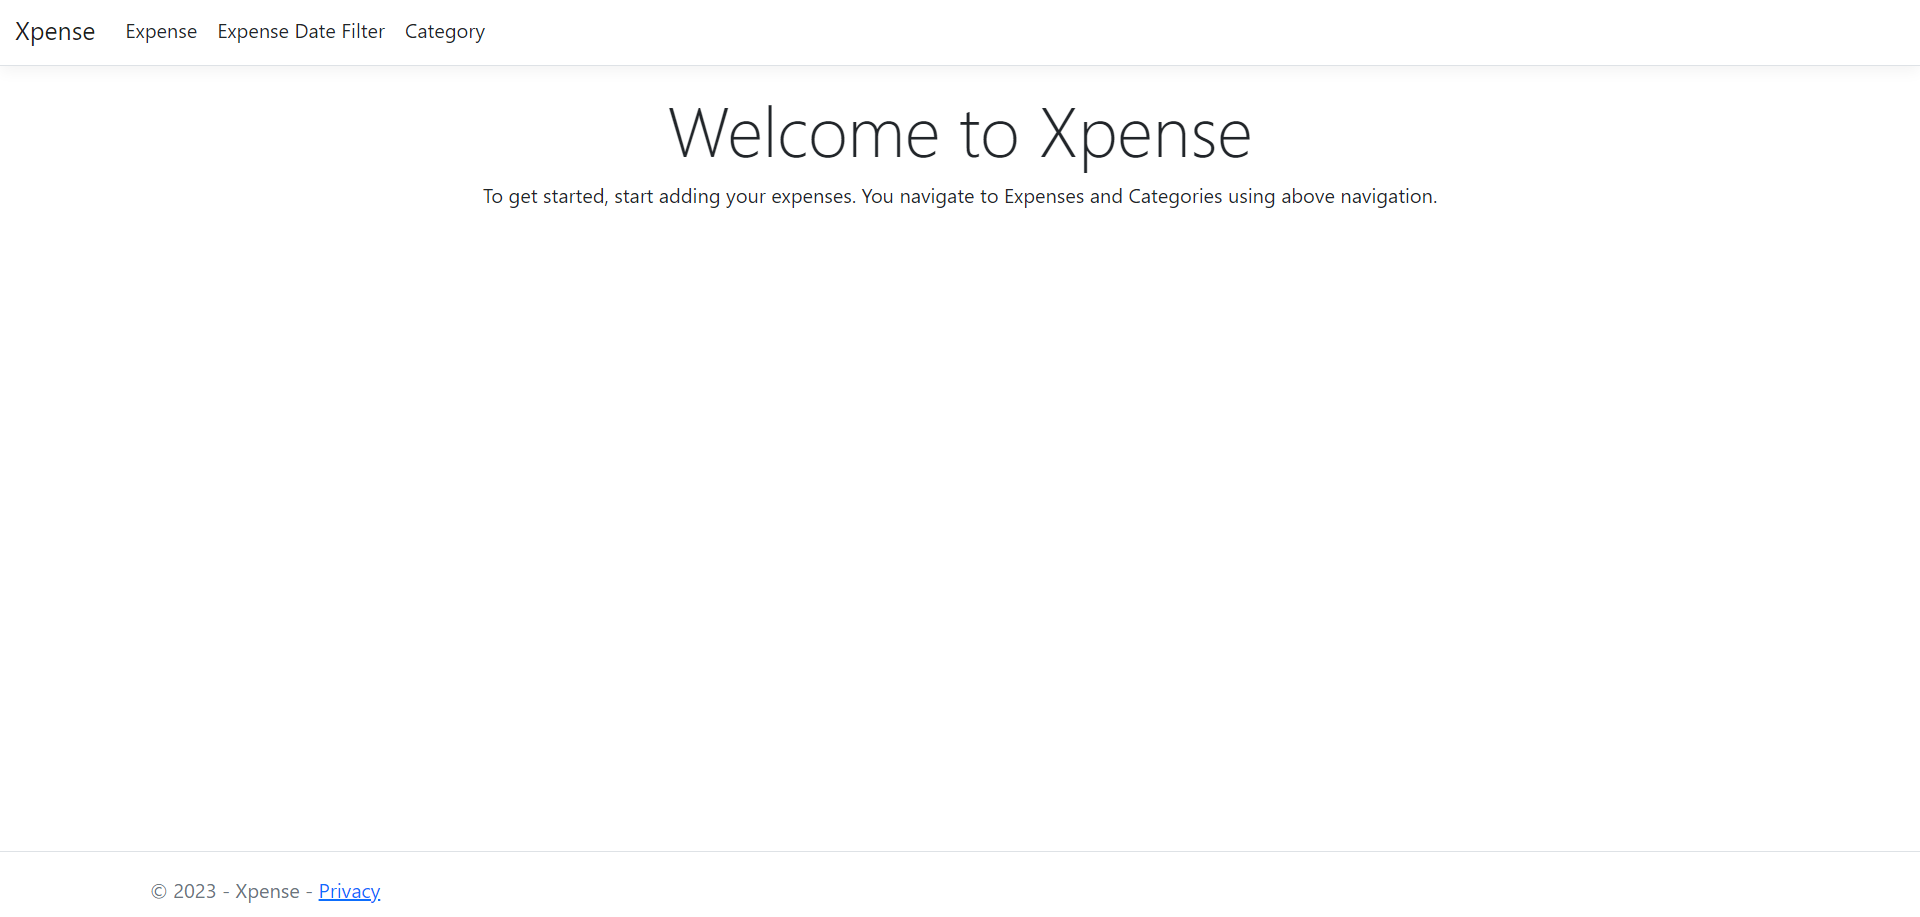 Xpense Expense Expense Date Filter Category
Welcome to Xpense
To get started, start adding your expenses. You navigate to Expenses and Categories using above navigation.
© 2023 - Xpense - Privacy